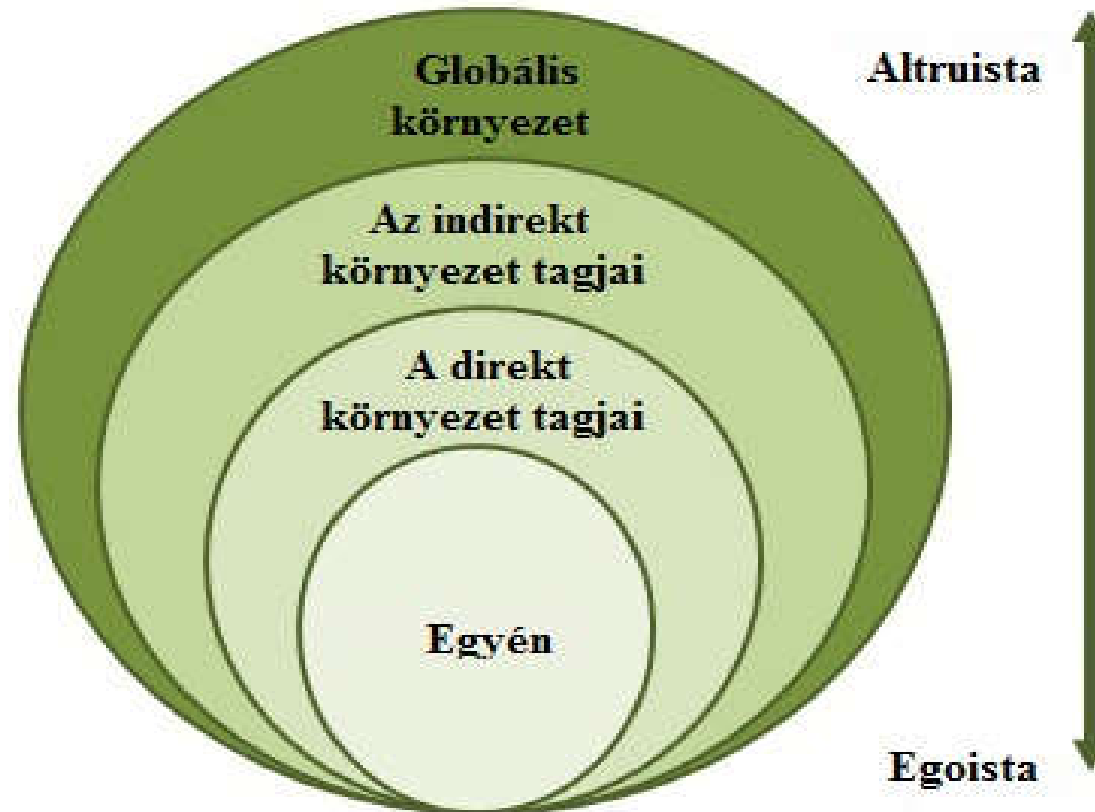 Globális
környezet
Altruista
Az indirekt
környezet tagjai
A direkt
környezet tagjai
Egyén
Egoista